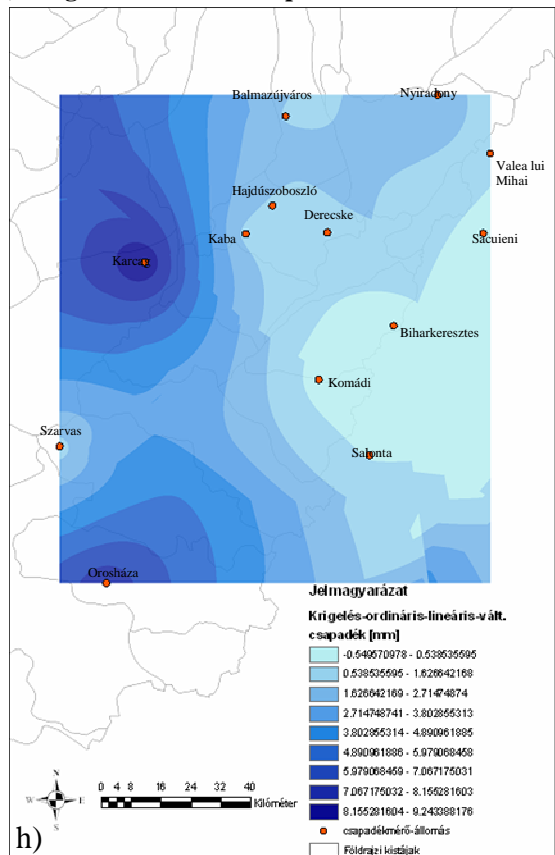 Balmazújváros
Nyíradony
Valea lui
Mihai
Hajdúszoboszló
Derecske
Kaba
Sacuieni
Karcag
Biharkeresztes
Komádi
Szarvas
Salonta
Orosháza
Jelmagyarázat
Krigelés-ordináris-lineáris-vált.
csapadék [mm]
-0.549570978 - 0.538535595
0.538535595 - 1.626642168
1.626642169 - 2.71474874
2.714748741 - 3.802855313
3.802855314 - 4.890961885
4.890961886 - 5.979068458
5.979068459 - 7.067175031
7.067175032 - 8.155281603
8.155281604 - 9.243388176
csapadékmérő-állomás
Földrajzi kistájak
N
W E
S
0 4 8 16 24 32 40
Kilométer
h)